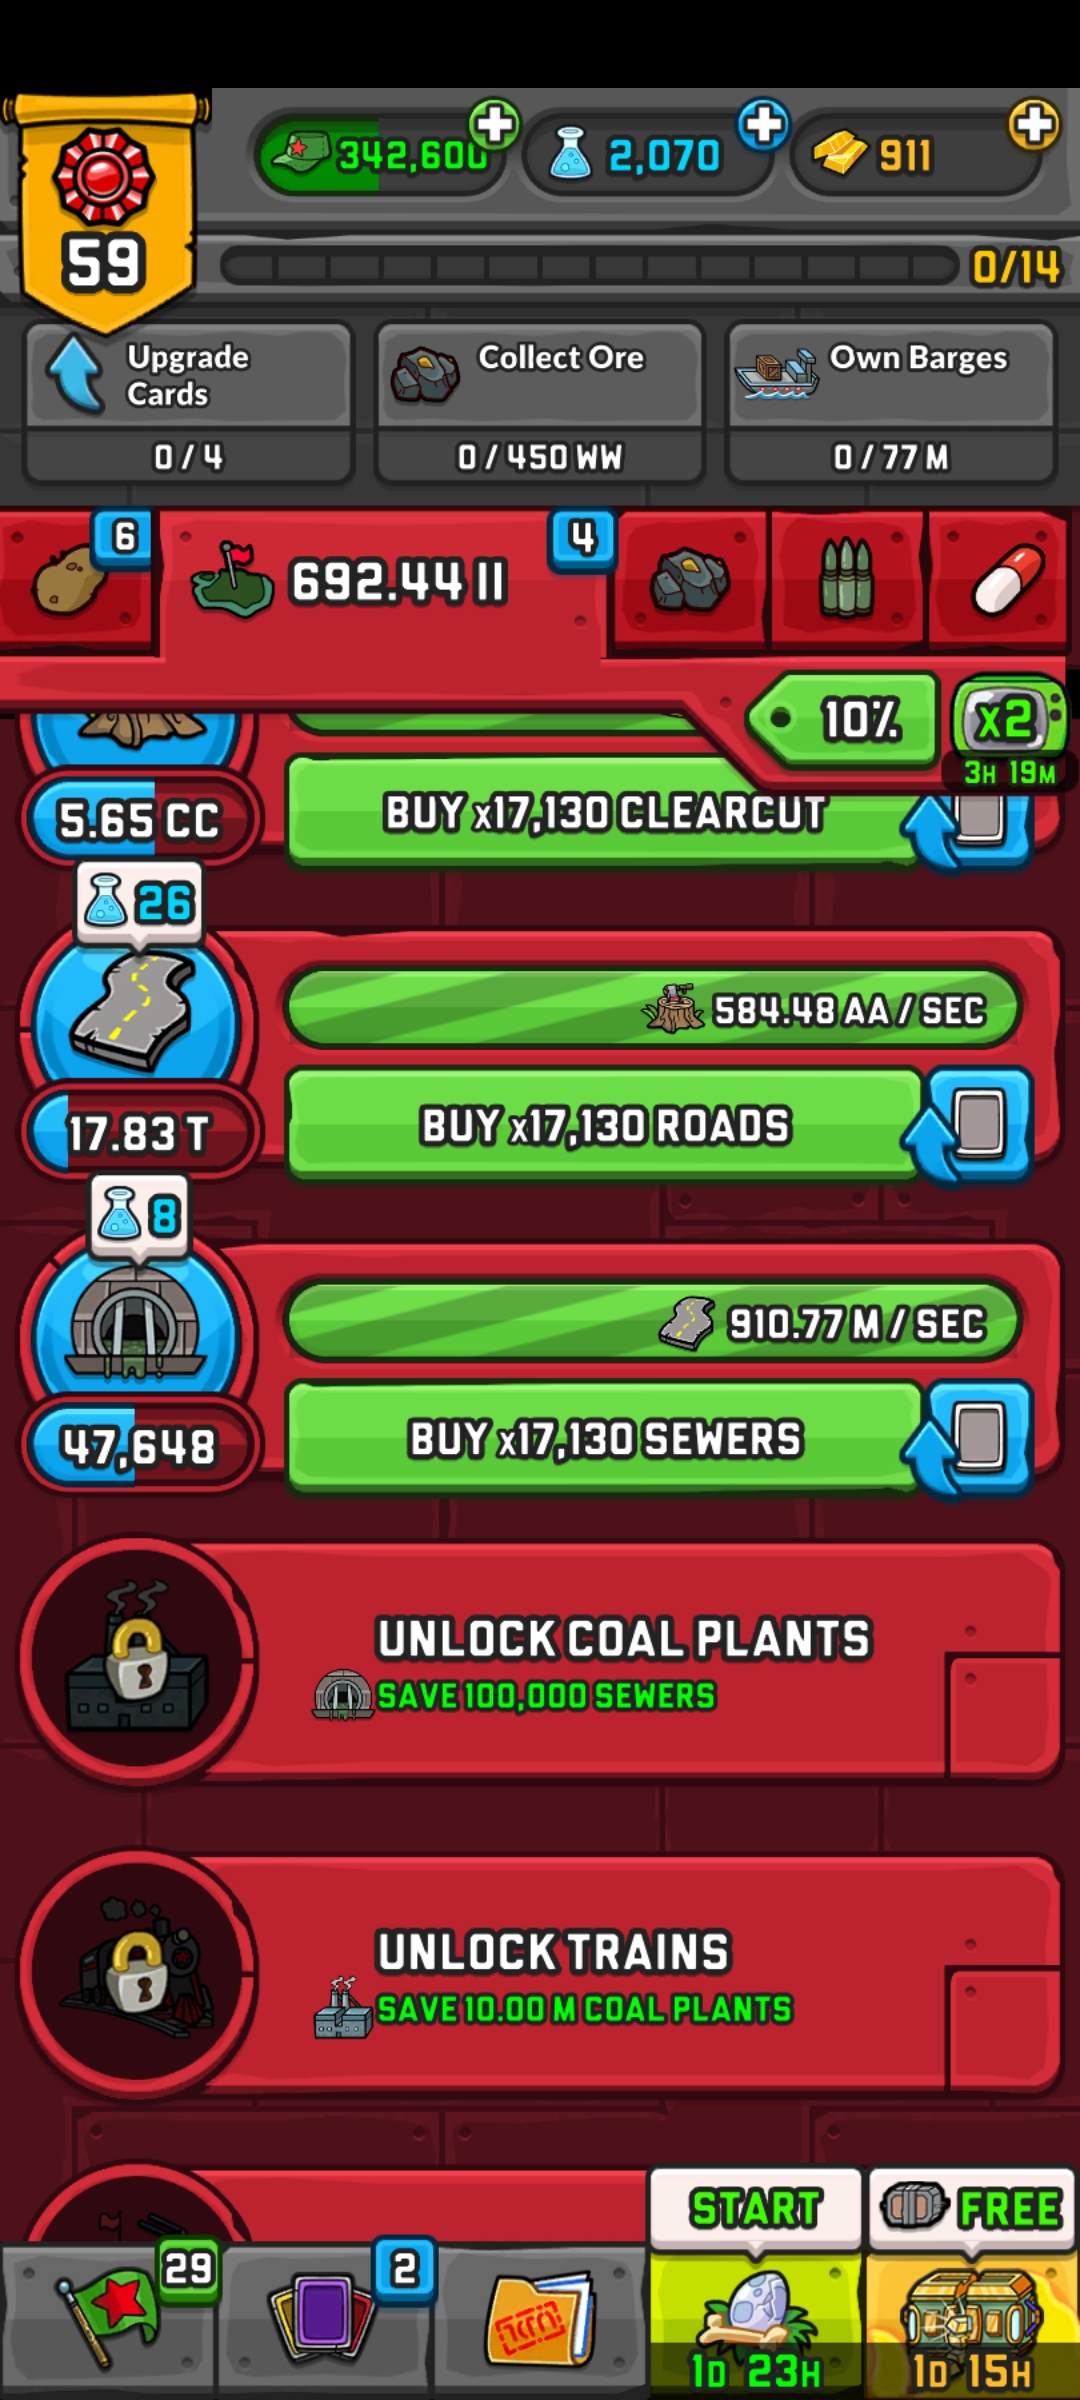 342,600
2,070
911
59
0/14
Upgrade
Cards
0 / 4
Collect Ore
0 / 450 WW
Own Barges
0 / 77 M
6
692.44 II
4
10%
x2
3H 19M
5.65 CC
BUY x17,130 CLEARCUT
26
584.48 AA / SEC
17.83 T
BUY x17,130 ROADS
8
910.77 M / SEC
47,648
BUY x17,130 SEWERS
UNLOCK COAL PLANTS
SAVE 100,000 SEWERS
UNLOCK TRAINS
SAVE 10.00 M COAL PLANTS
START
FREE
29
2
1D 23H
1D 15H